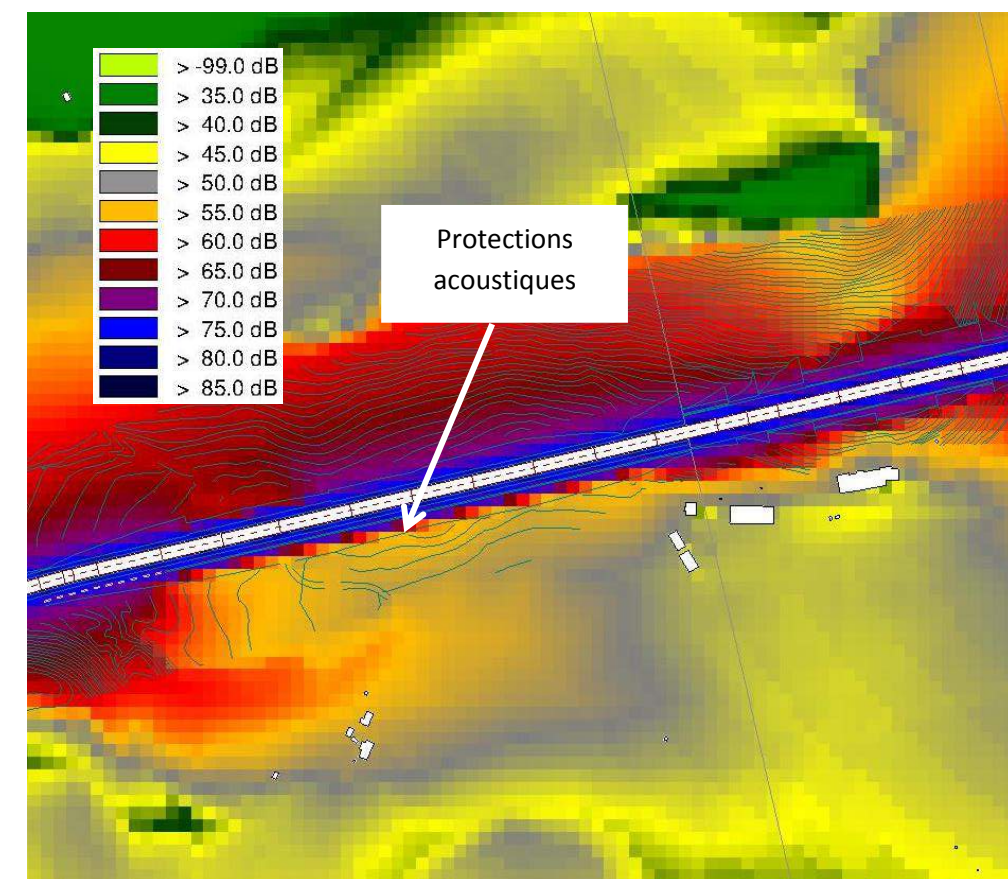 > -99.0 dB
> 35.0 dB
> 40.0 dB
> 45.0 dB
> 50.0 dB
> 55.0 dB
> 60.0 dB
> 65.0 dB
> 70.0 dB
> 75.0 dB
> 80.0 dB
> 85.0 dB
Protections
acoustiques